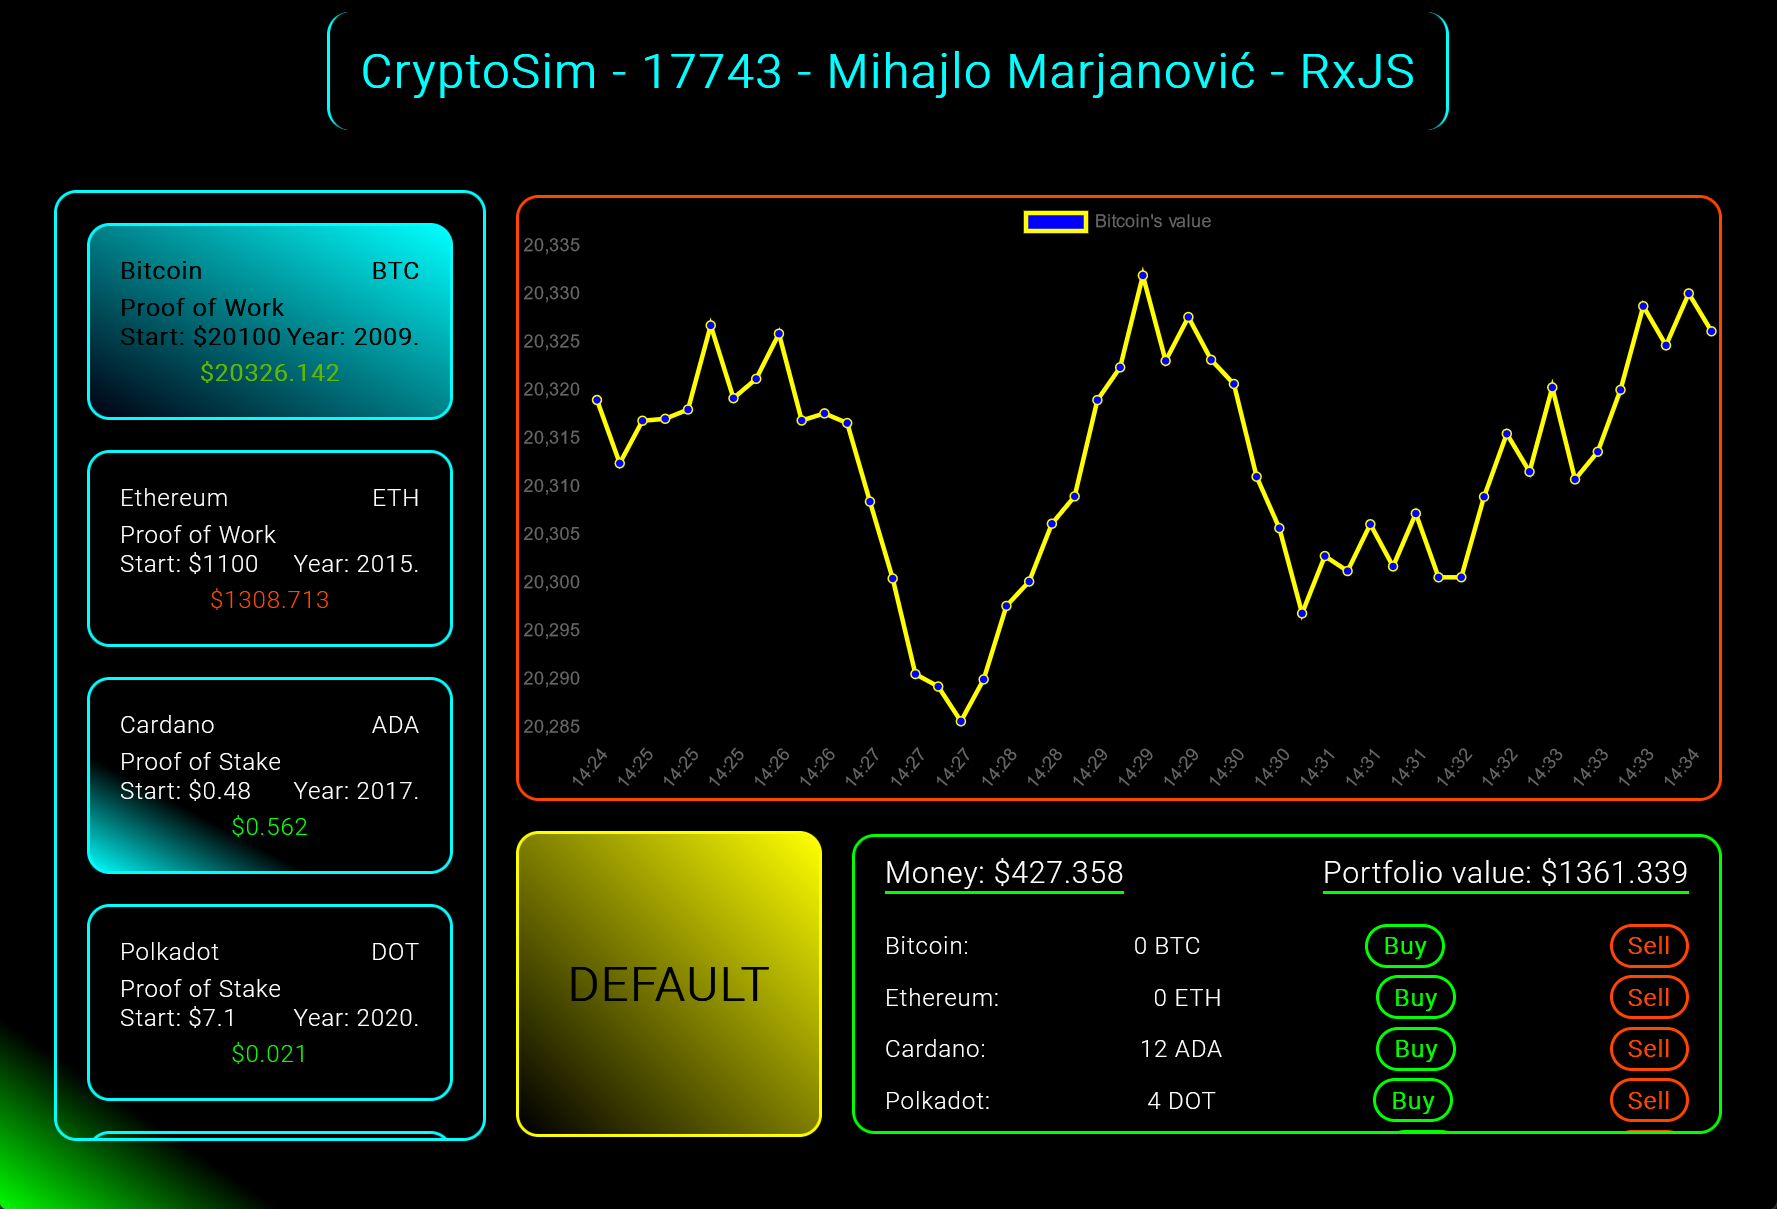 CryptoSim - 17743 - Mihajlo Marjanović - RxJS
Bitcoin BTC
Proof of Work
Start: $20100 Year: 2009.
$20326.142
Ethereum ETH
Proof of Work
Start: $1100 Year: 2015.
$1308.713
Cardano ADA
Proof of Stake
Start: $0.48 Year: 2017.
$0.562
Polkadot DOT
Proof of Stake
Start: $7.1 Year: 2020.
$0.021
Bitcoin's value
20,335
20,330
20,325
20,320
20,315
20,310
20,305
20,300
20,295
20,290
20,285
14:24 14:25 14:25 14:25 14:26 14:26 14:27 14:27 14:27 14:28 14:28 14:29 14:29 14:29 14:30 14:30 14:31 14:31 14:31 14:32 14:32 14:33 14:33 14:33 14:34
DEFAULT
Money: $427.358 Portfolio value: $1361.339
Bitcoin: 0 BTC Buy Sell
Ethereum: 0 ETH Buy Sell
Cardano: 12 ADA Buy Sell
Polkadot: 4 DOT Buy Sell